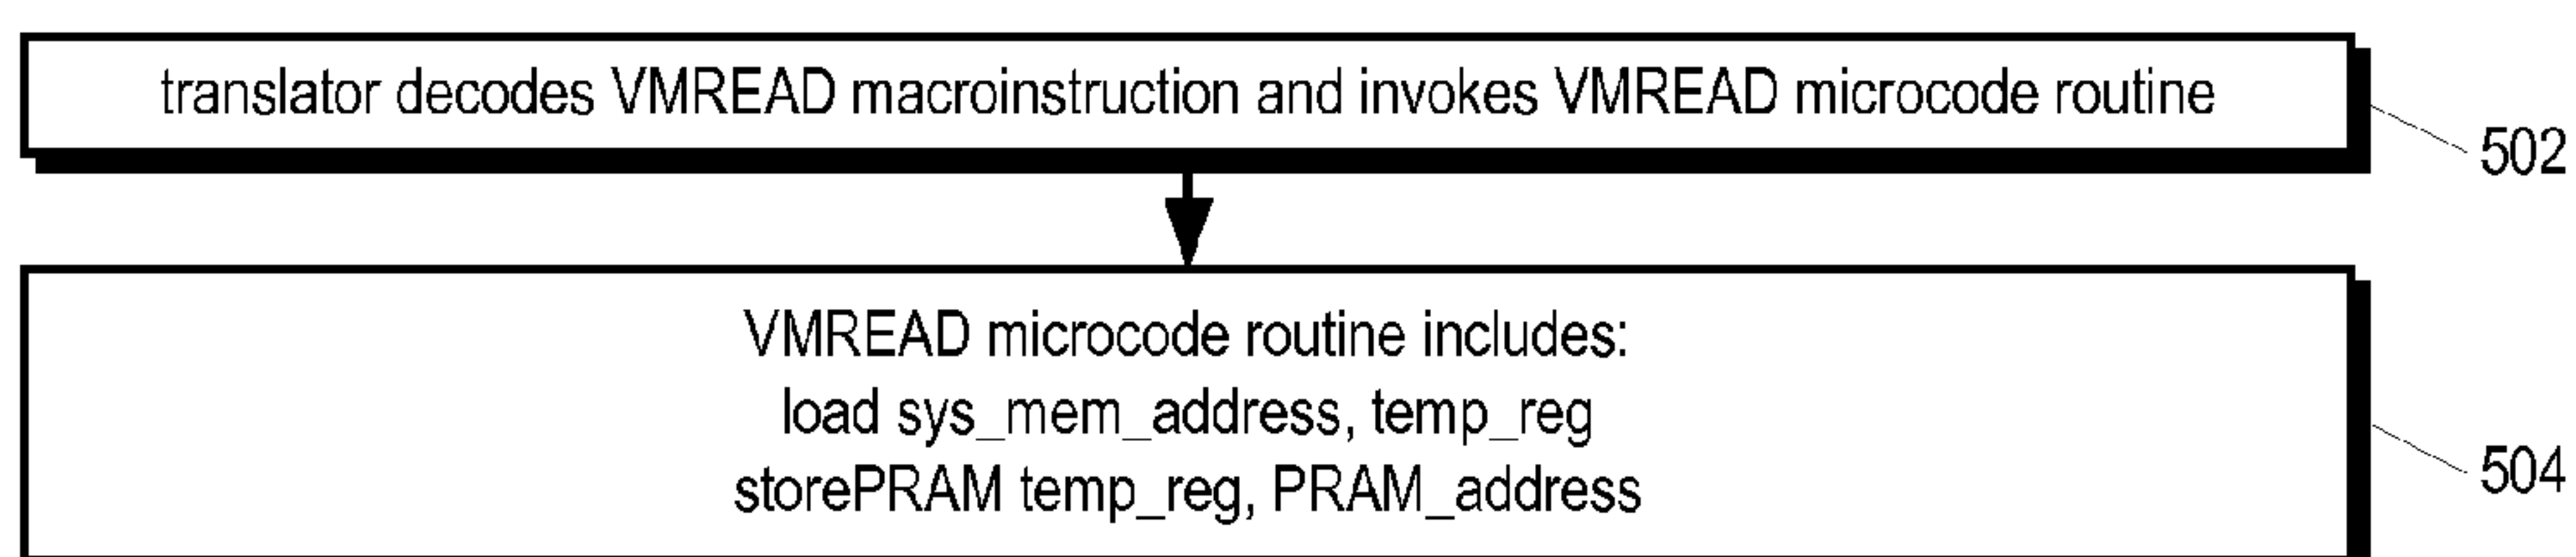 translator decodes VMREAD macroinstruction and invokes VMREAD microcode routine
502
VMREAD microcode routine includes:
load sys_mem_address, temp_reg
storePRAM temp_reg, PRAM_address
504